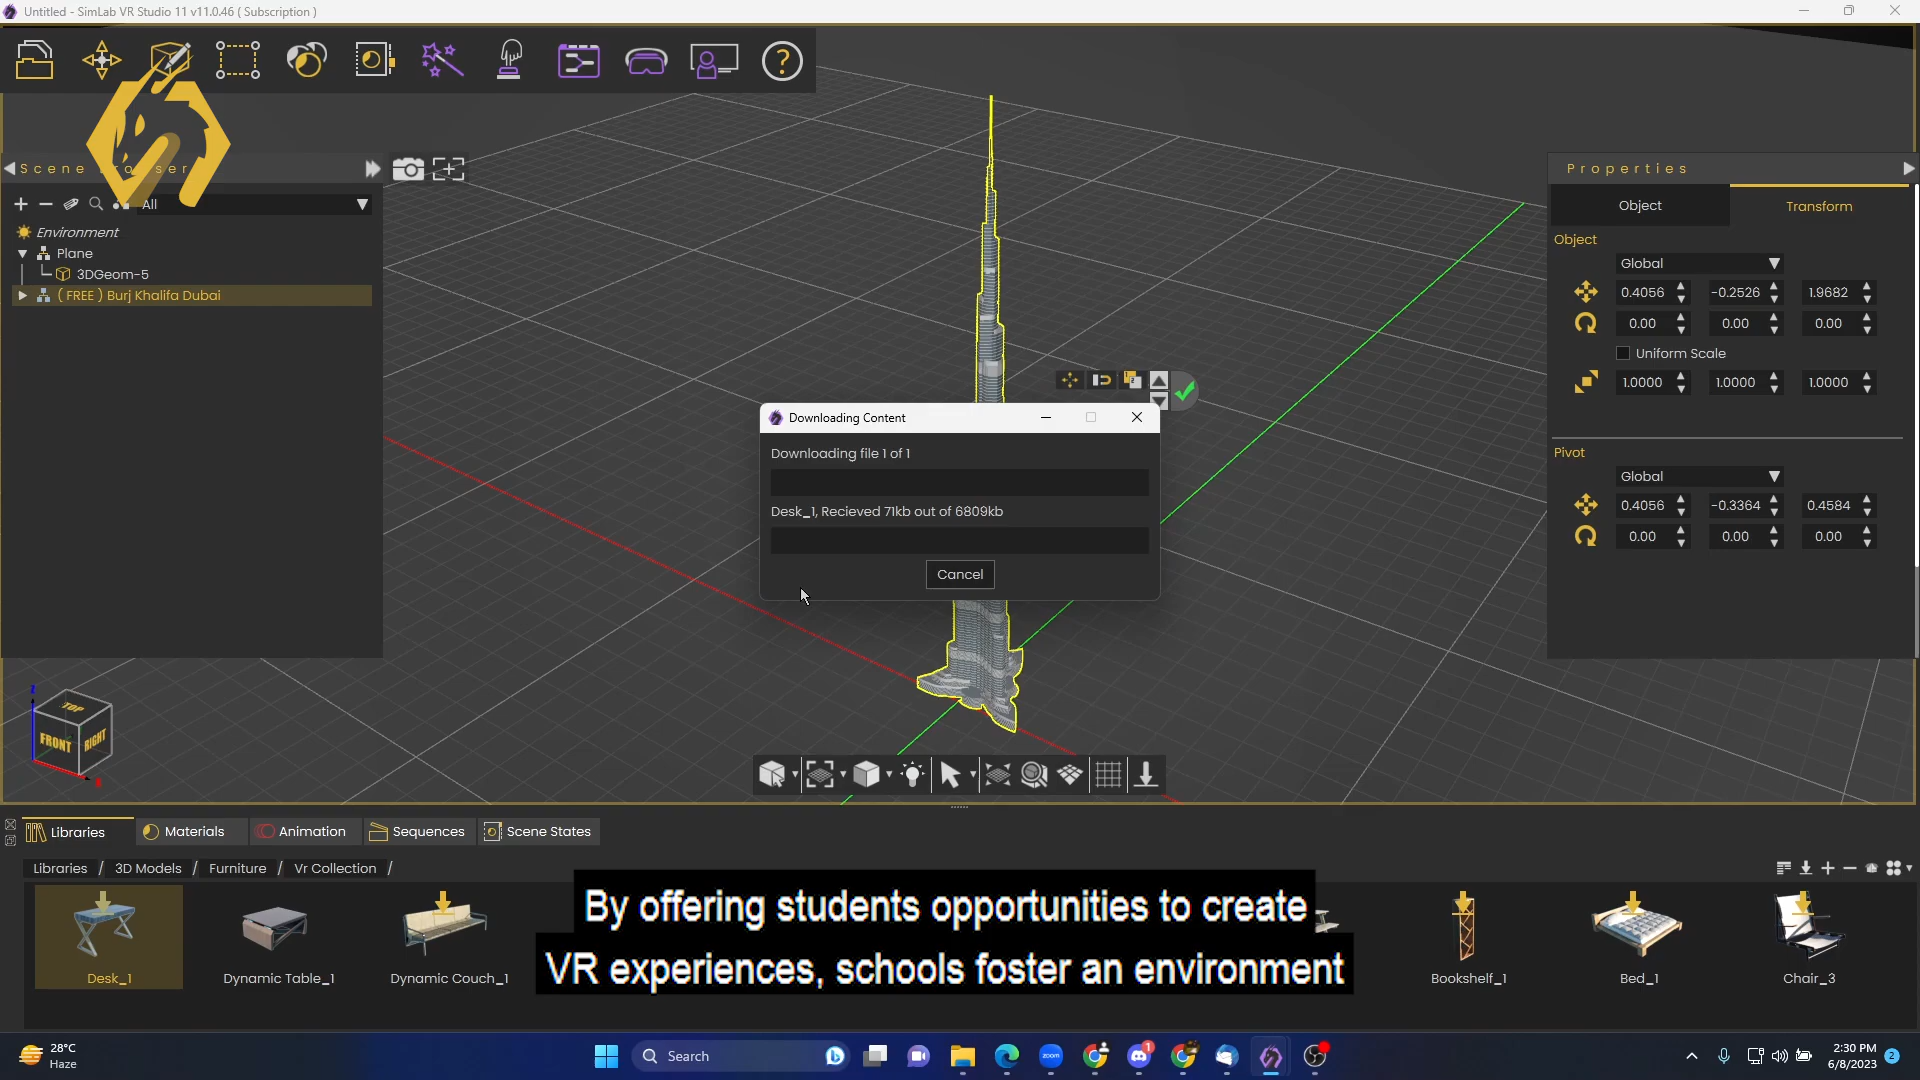 Untitled - SimLab VR Studio 11 v11.0.46 ( Subscription )
Properties
All
Environment
Plane
3DGeom-5
( FREE ) Burj Khalifa Dubai
Object
Transform
Object
Global
0.4056
-0.2526
1.9682
0.00
0.00
0.00
Uniform Scale
1.0000
1.0000
1.0000
Pivot
Global
0.4056
-0.3364
0.4584
0.00
0.00
0.00
Downloading Content
Downloading file 1 of 1
Desk_1, Recieved 71kb out of 6809kb
Cancel
Z
TOP
FRONT
RIGHT
X
Libraries
Materials
Animation
Sequences
Scene States
Libraries / 3D Models / Furniture / Vr Collection /
By offering students opportunities to create
VR experiences, schools foster an environment
Desk_1
Dynamic Table_1
Dynamic Couch_1
Bookshelf_1
Bed_1
Chair_3
28°C
Haze
Search
zoom
1
2:30 PM
6/8/2023
2